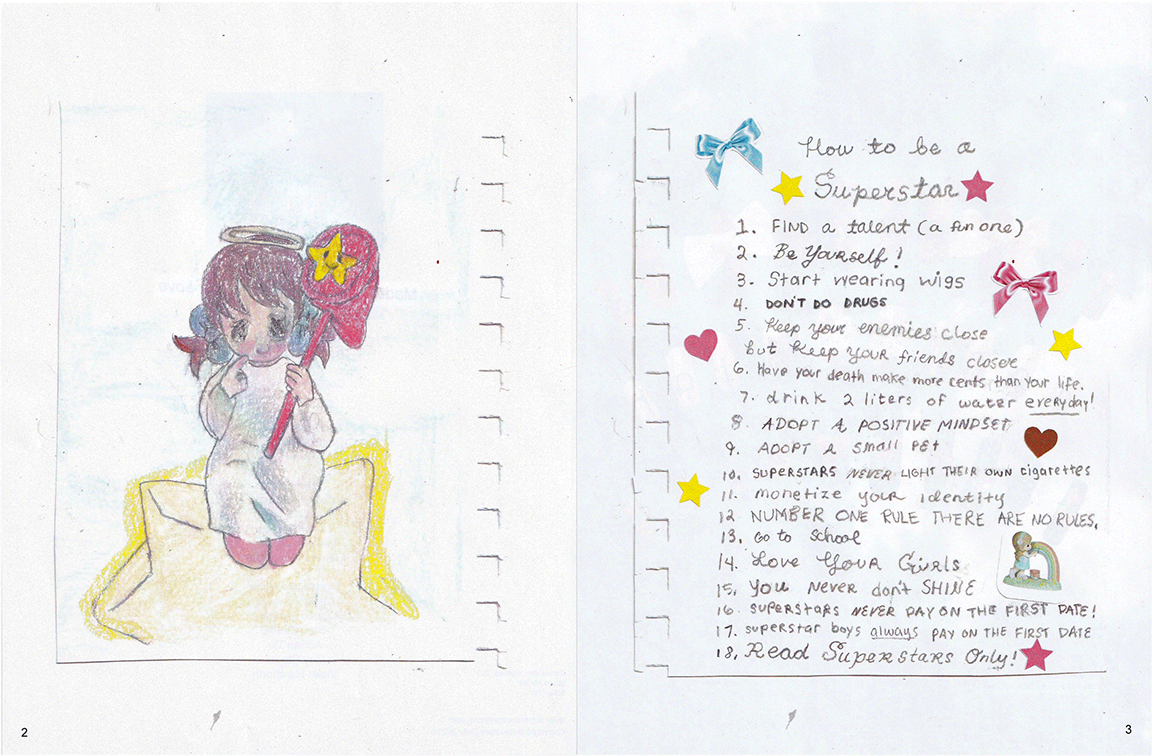 How to be a
Superstar
1. FIND a talent (a fun one)
2. Be Yourself!
3. Start wearing wigs
4. DON'T DO DRUGS
5. Keep your enemies close
but keep your friends closer
6. Have your death make more cents than your life.
7. drink 2 liters of water everyday!
8. ADOPT A POSITIVE MINDSET
9. ADOPT A small PET
10. SUPERSTARS NEVER LIGHT THEIR OWN cigarettes
11. monetize your identity
12 NUMBER ONE RULE THERE ARE NO RULES.
13. Go to School
14. Love Your Girls
15. YOU NEVER don't SHINE
16. SUPERSTARS NEVER PAY ON THE FIRST DATE!
17. superstar boys always PAY ON THE FIRST DATE
18. Read Superstars Only!
2
3